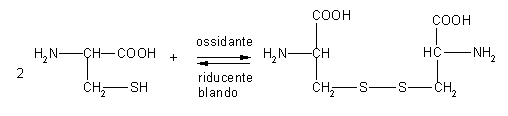 COOH
COOH
H₂N—CH—COOH + ossidante H₂N—CH HC—NH₂
2 riducente
CH₂—SH blando CH₂—S—S—CH₂